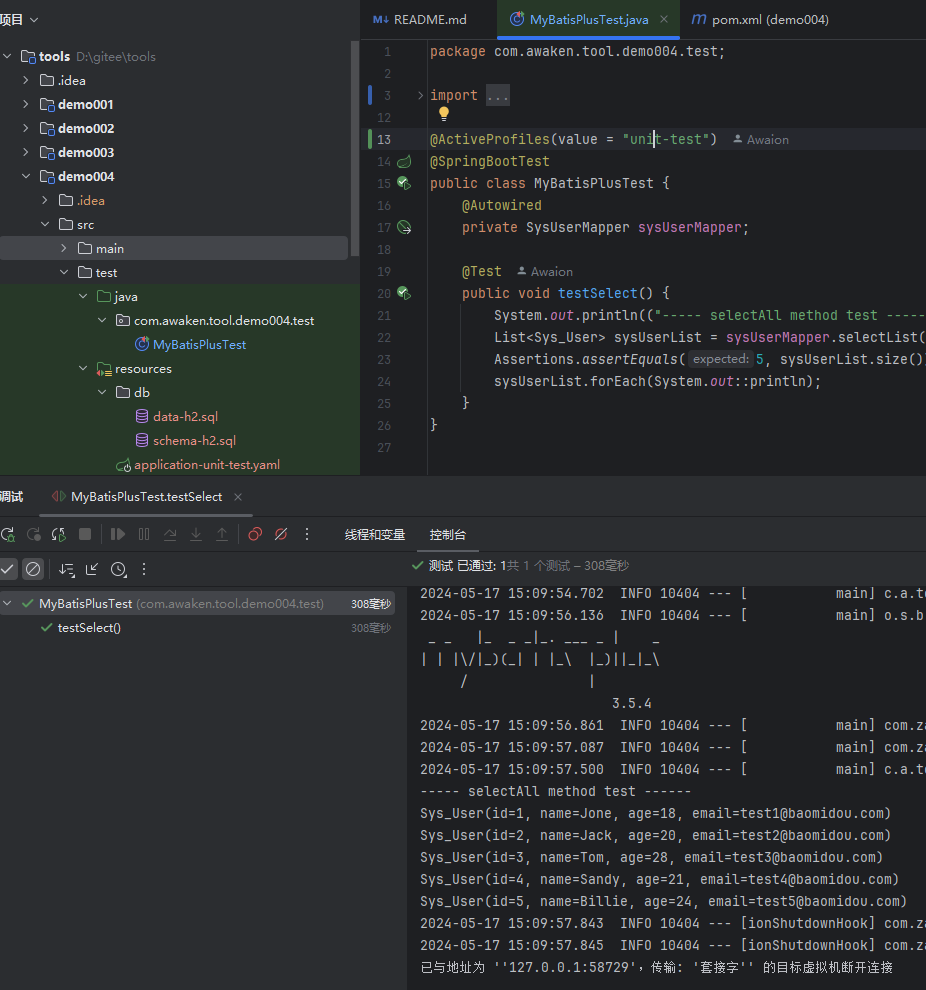 项目
tools D:\gitee\tools
.idea
demo001
demo002
demo003
demo004
.idea
src
main
test
java
com.awaken.tool.demo004.test
MyBatisPlusTest
resources
db
data-h2.sql
schema-h2.sql
application-unit-test.yaml
M↓ README.md
MyBatisPlusTest.java
m pom.xml (demo004)
1 package com.awaken.tool.demo004.test;
2
3 import ...
12
13 @ActiveProfiles(value = "unit-test") Awaion
14 @SpringBootTest
15 public class MyBatisPlusTest {
16 @Autowired
17 private SysUserMapper sysUserMapper;
18
19 @Test Awaion
20 public void testSelect() {
21 System.out.println(("----- selectAll method test -----
22 List<Sys_User> sysUserList = sysUserMapper.selectList(
23 Assertions.assertEquals( expected: 5, sysUserList.size()
24 sysUserList.forEach(System.out::println);
25 }
26 }
27
调试 MyBatisPlusTest.testSelect
线程和变量 控制台
测试 已通过: 1共 1 个测试 – 308毫秒
MyBatisPlusTest (com.awaken.tool.demo004.test) 308毫秒
testSelect() 308毫秒
2024-05-17 15:09:54.702 INFO 10404 --- [ main] c.a.to
2024-05-17 15:09:56.136 INFO 10404 --- [ main] o.s.b
_ _ |_ _ _|_. ___ _ | _
| | |\/|_)(_| | |_\ |_)||_|_\
/ |
3.5.4
2024-05-17 15:09:56.861 INFO 10404 --- [ main] com.za
2024-05-17 15:09:57.087 INFO 10404 --- [ main] com.za
2024-05-17 15:09:57.500 INFO 10404 --- [ main] c.a.to
----- selectAll method test ------
Sys_User(id=1, name=Jone, age=18, email=test1@baomidou.com)
Sys_User(id=2, name=Jack, age=20, email=test2@baomidou.com)
Sys_User(id=3, name=Tom, age=28, email=test3@baomidou.com)
Sys_User(id=4, name=Sandy, age=21, email=test4@baomidou.com)
Sys_User(id=5, name=Billie, age=24, email=test5@baomidou.com)
2024-05-17 15:09:57.843 INFO 10404 --- [ionShutdownHook] com.za
2024-05-17 15:09:57.845 INFO 10404 --- [ionShutdownHook] com.za
已与地址为 ''127.0.0.1:58729'，传输: '套接字'' 的目标虚拟机断开连接